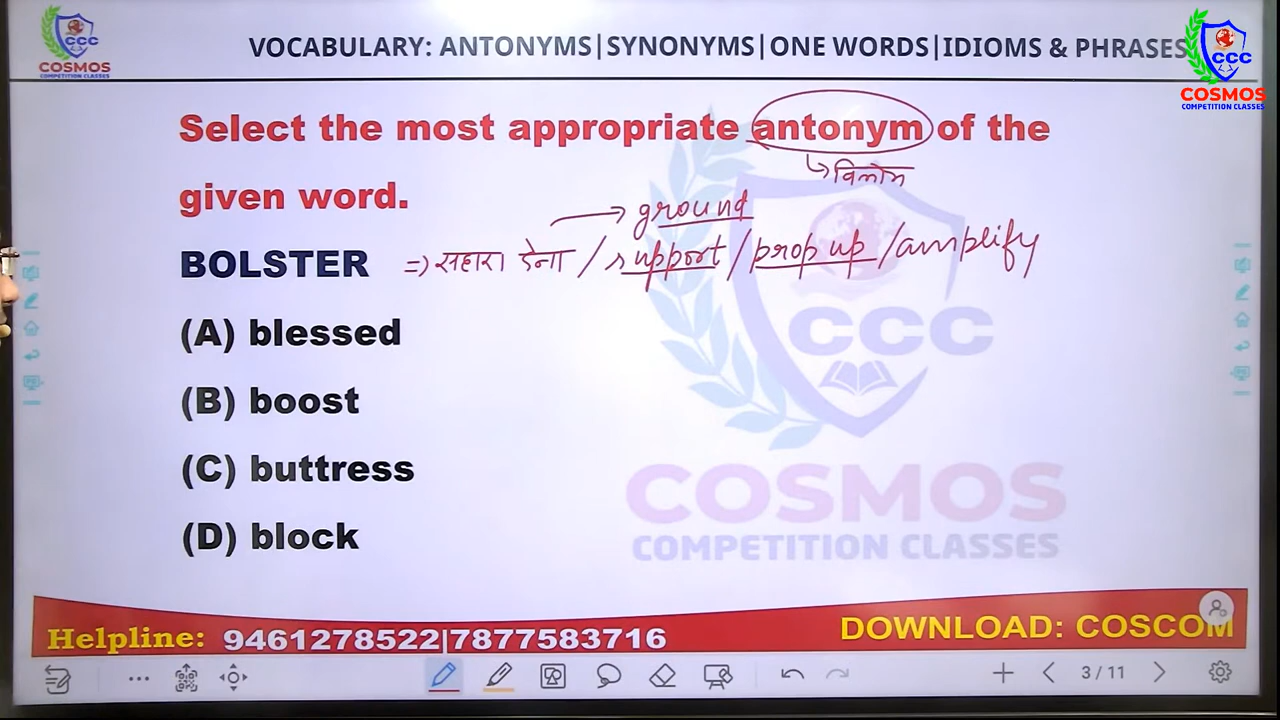 CCC
COSMOS
COMPETITION CLASSES
VOCABULARY: ANTONYMS|SYNONYMS|ONE WORDS|IDIOMS & PHRASES
CCC
COSMOS
COMPETITION CLASSES
Select the most appropriate antonym of the
↳विलोम
given word.
→ ground
BOLSTER => सहारा देना / support / prop up / amplify
(A) blessed
(B) boost
(C) buttress
(D) block
CCC
COSMOS
COMPETITION CLASSES
Helpline: 9461278522|7877583716
DOWNLOAD: COSCOM
3 / 11